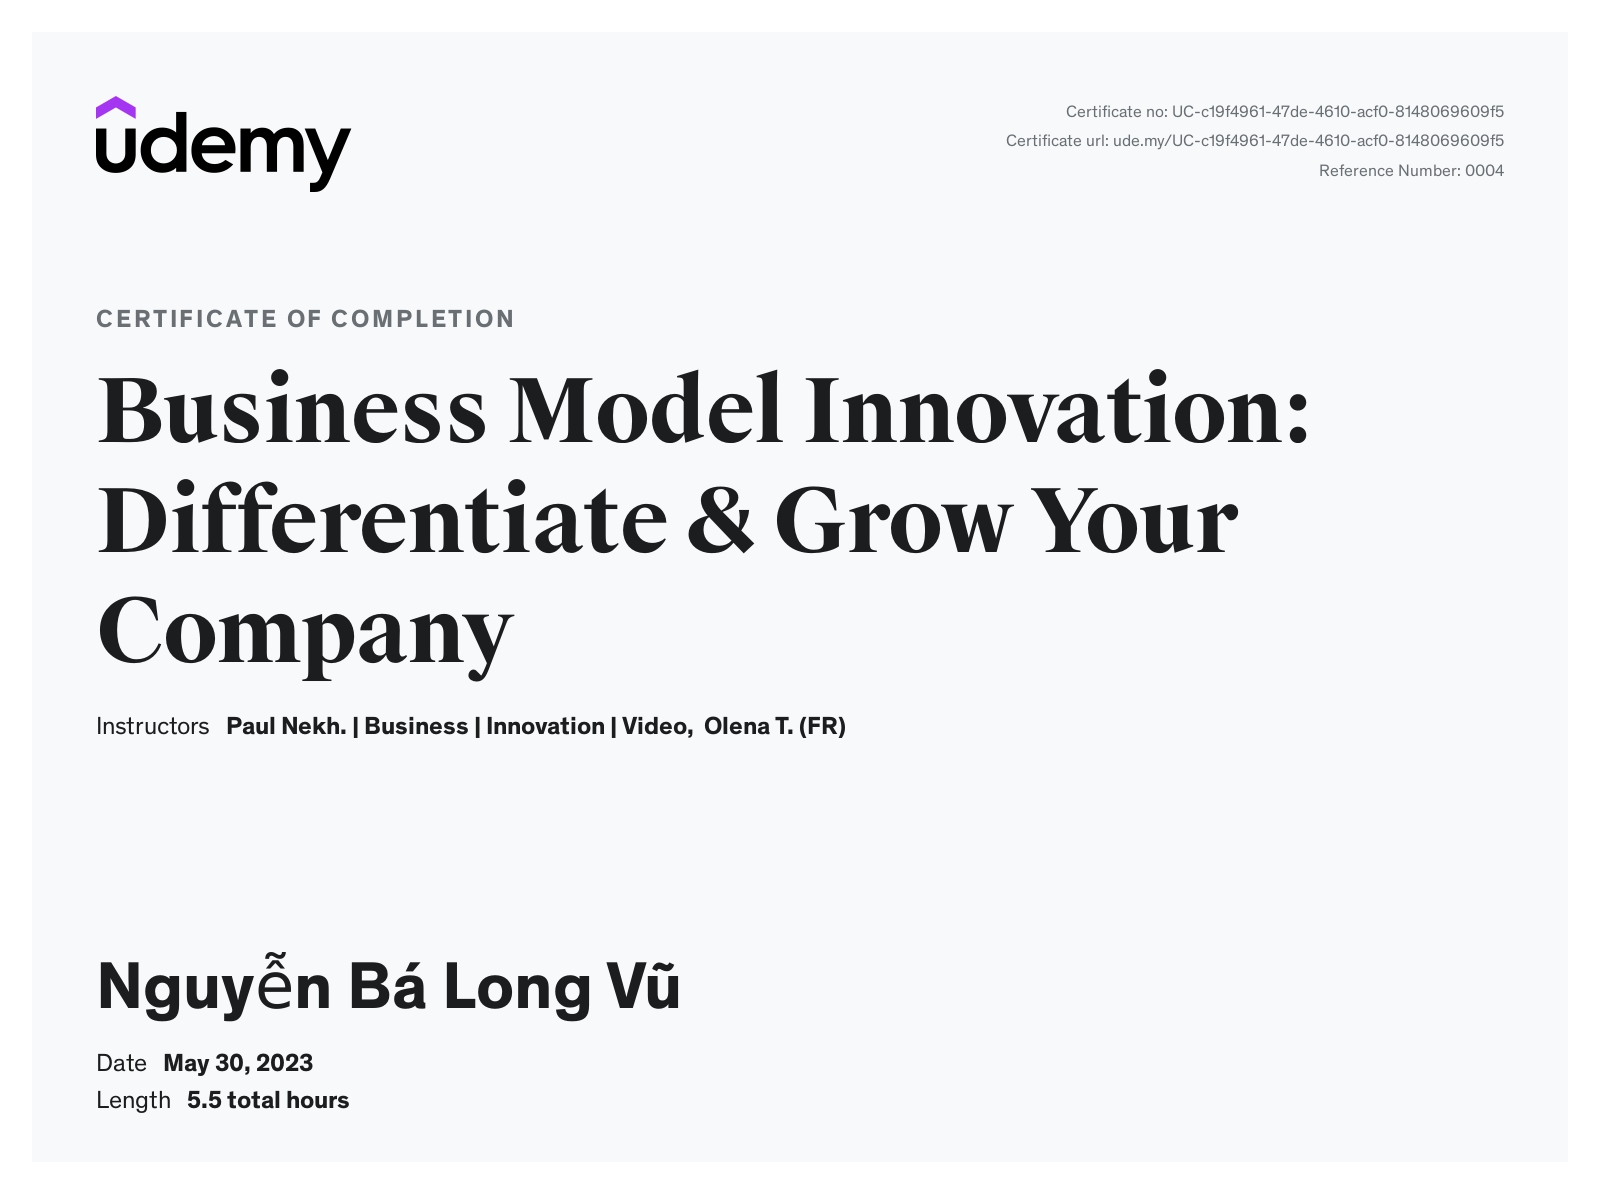 udemy
Certificate no: UC-c19f4961-47de-4610-acf0-8148069609f5
Certificate url: ude.my/UC-c19f4961-47de-4610-acf0-8148069609f5
Reference Number: 0004
CERTIFICATE OF COMPLETION
Business Model Innovation:
Differentiate & Grow Your
Company
Instructors Paul Nekh. | Business | Innovation | Video, Olena T. (FR)
Nguyễn Bá Long Vũ
Date May 30, 2023
Length 5.5 total hours